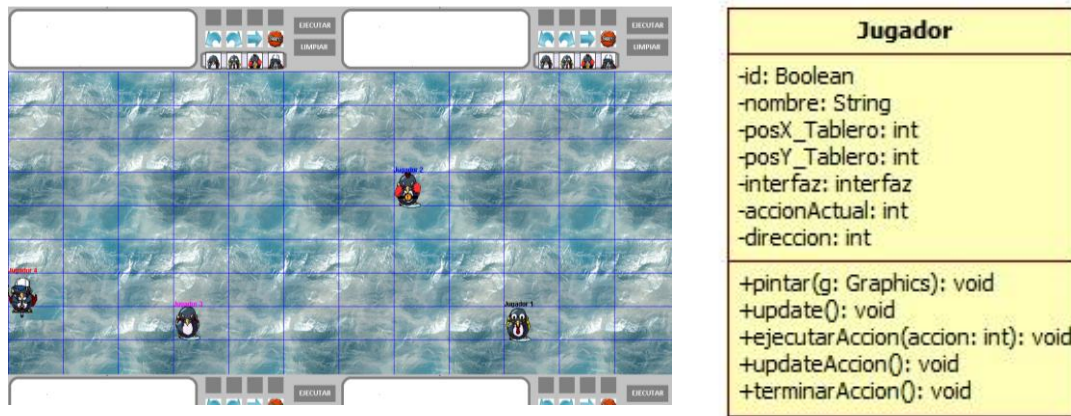 EJECUTAR
LIMPIAR
EJECUTAR
LIMPIAR
Jugador 2
Jugador 4
Jugador 3
Jugador 1
EJECUTAR
EJECUTAR
Jugador
-id: Boolean
-nombre: String
-posX_Tablero: int
-posY_Tablero: int
-interfaz: interfaz
-accionActual: int
-direccion: int
+pintar(g: Graphics): void
+update(): void
+ejecutarAccion(accion: int): void
+updateAccion(): void
+terminarAccion(): void